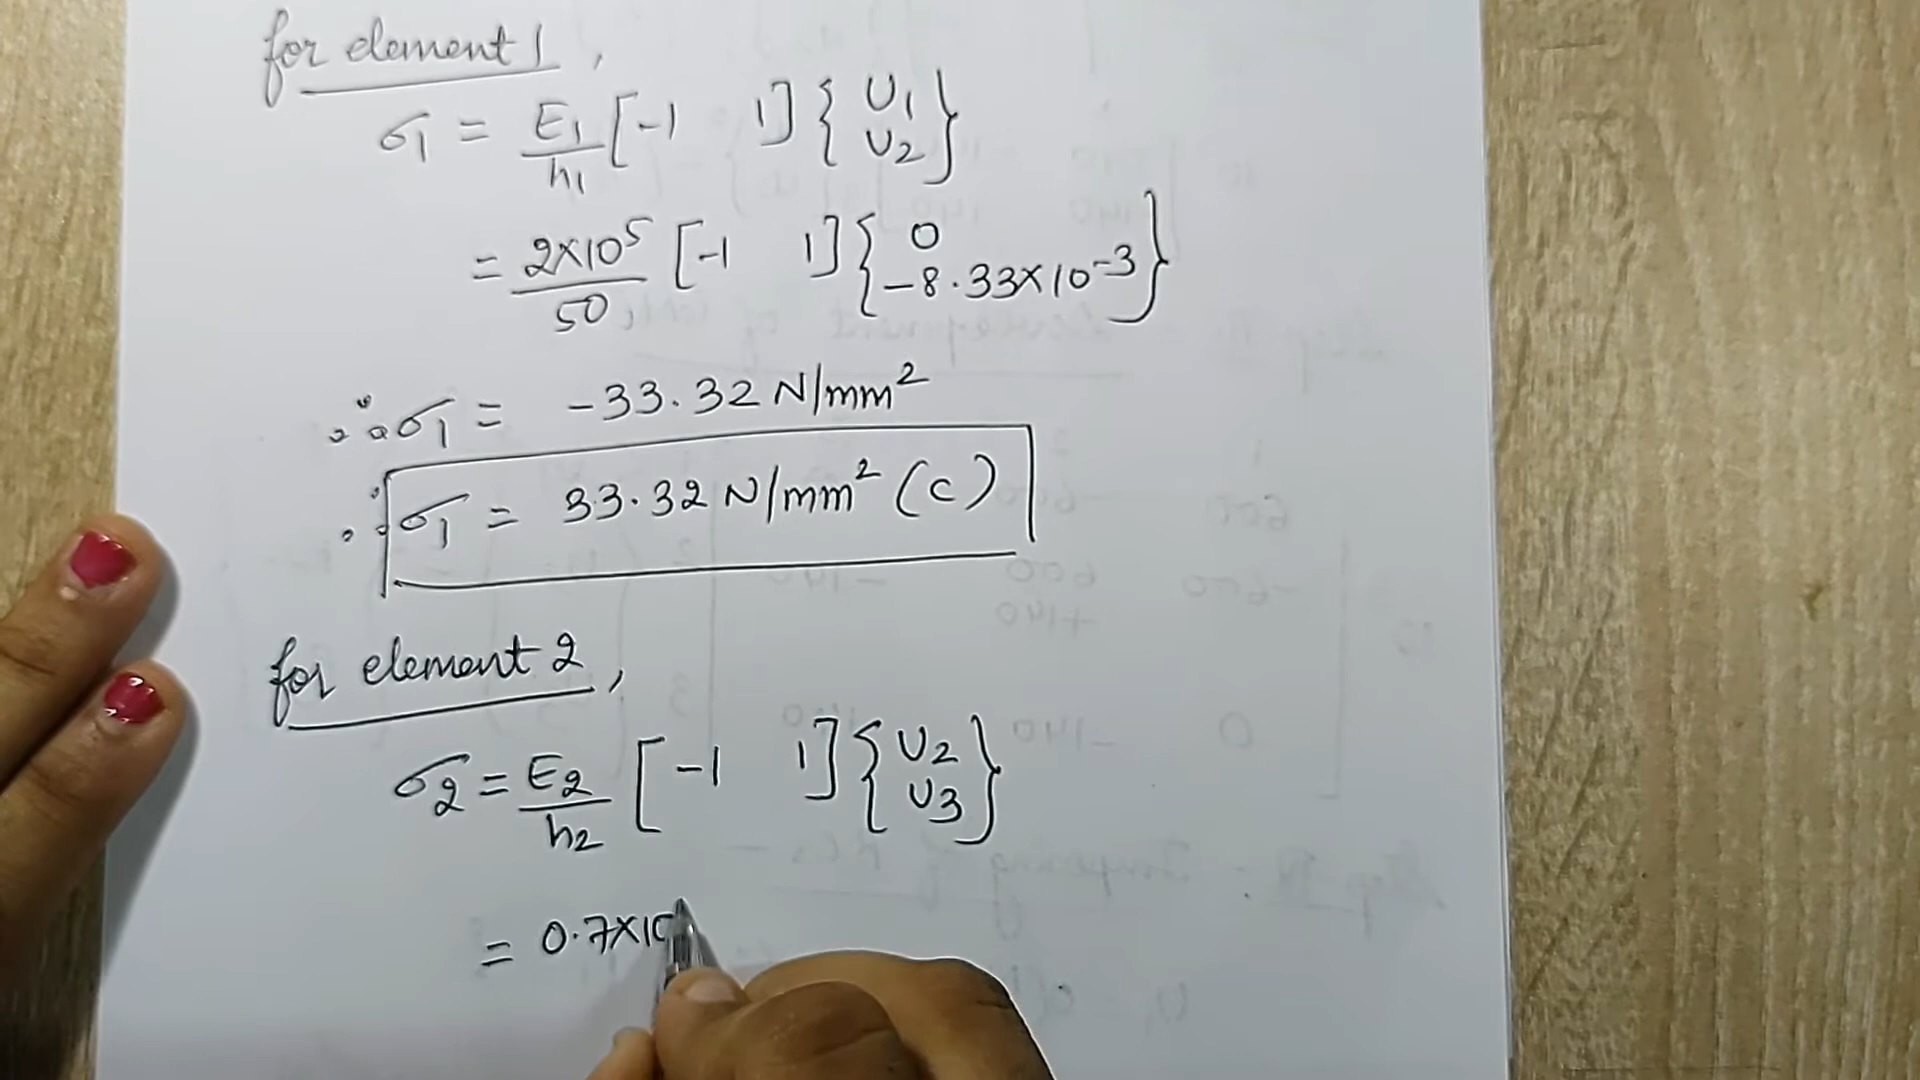 for element 1,
σ1 = E1/h1 [-1 1] { U1 U2 }
= 2×10^5/50 [-1 1] { 0 -8.33×10^-3 }
∴ σ1 = -33.32 N/mm²
∴ σ1 = 33.32 N/mm² (C)
for element 2,
σ2 = E2/h2 [-1 1] { U2 U3 }
= 0.7×10